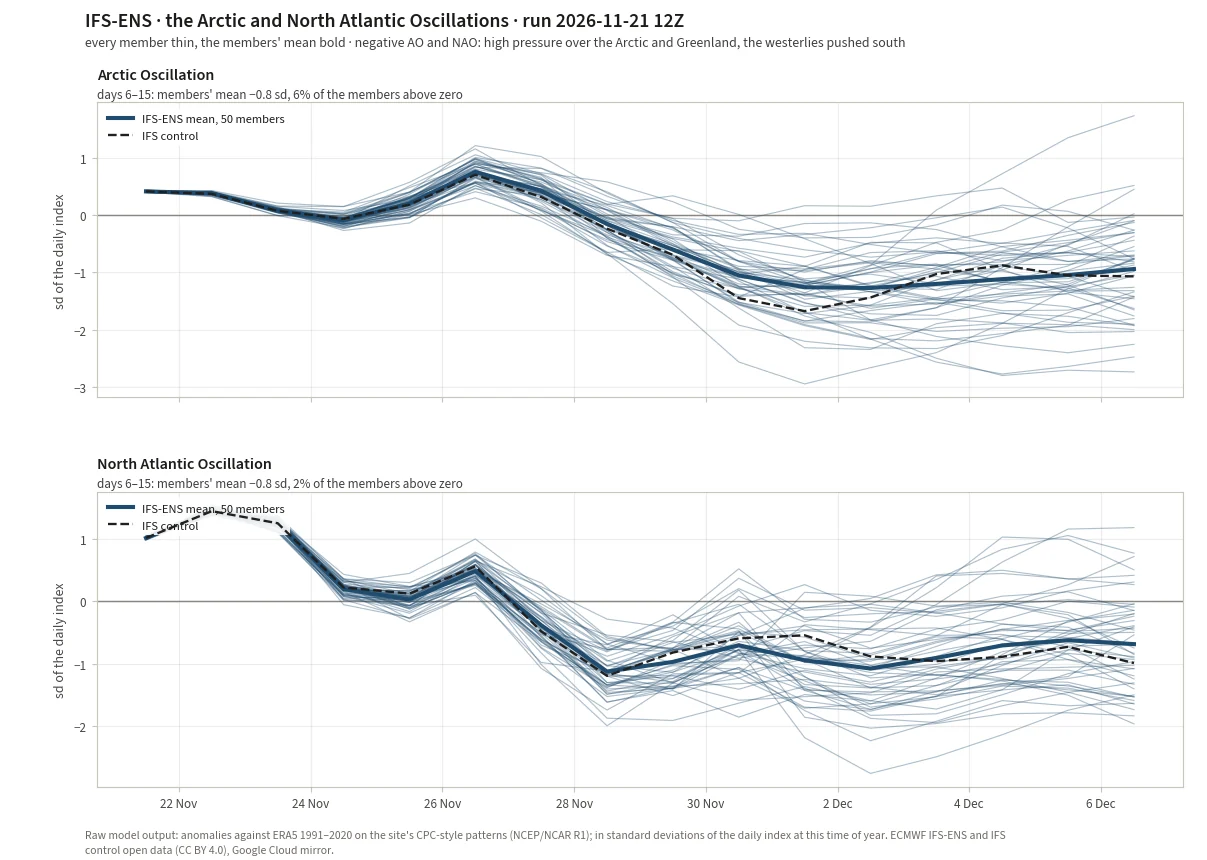 IFS-ENS · the Arctic and North Atlantic Oscillations · run 2026-11-21 12Z
every member thin, the members' mean bold · negative AO and NAO: high pressure over the Arctic and Greenland, the westerlies pushed south
Arctic Oscillation
days 6–15: members' mean −0.8 sd, 6% of the members above zero
IFS-ENS mean, 50 members
IFS control
sd of the daily index
1
0
−1
−2
−3
North Atlantic Oscillation
days 6–15: members' mean −0.8 sd, 2% of the members above zero
IFS-ENS mean, 50 members
IFS control
sd of the daily index
1
0
−1
−2
22 Nov
24 Nov
26 Nov
28 Nov
30 Nov
2 Dec
4 Dec
6 Dec
Raw model output: anomalies against ERA5 1991–2020 on the site's CPC-style patterns (NCEP/NCAR R1); in standard deviations of the daily index at this time of year. ECMWF IFS-ENS and IFS
control open data (CC BY 4.0), Google Cloud mirror.